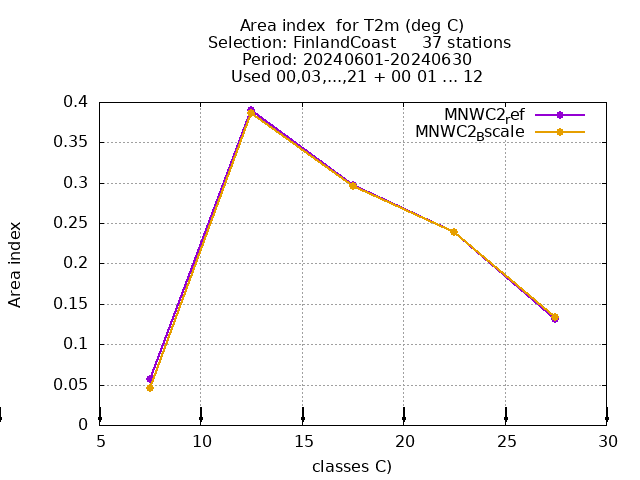 Area index  for T2m (deg C)
Selection: FinlandCoast     37 stations
Period: 20240601-20240630
Used 00,03,...,21 + 00 01 ... 12
MNWC2_ref
MNWC2_Bscale
0.4
0.35
0.3
0.25
0.2
0.15
0.1
0.05
0
Area index
5 10 15 20 25 30
classes C)